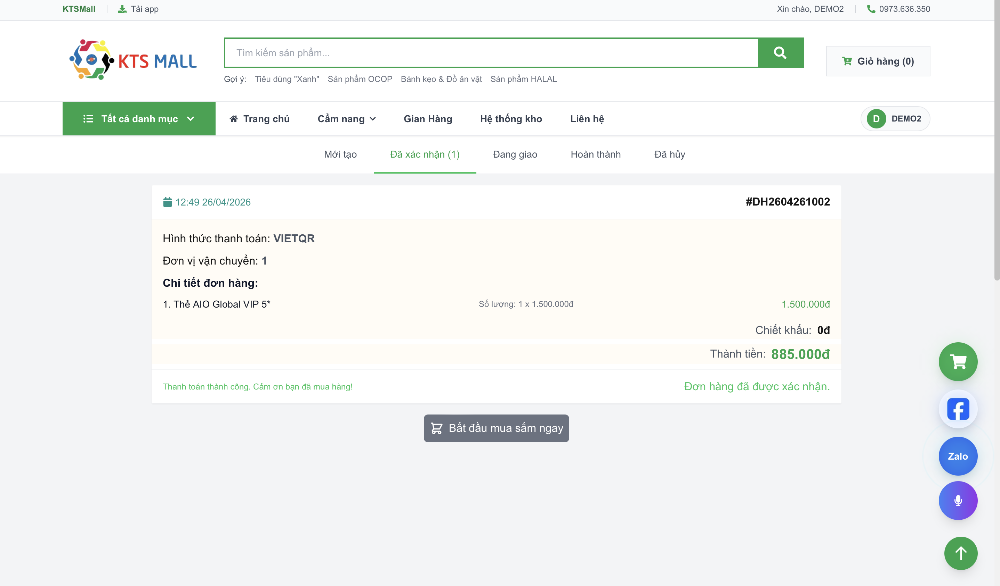 KTSMall
Tải app
Xin chào, DEMO2
0973.636.350
KTS MALL
Tìm kiếm sản phẩm...
Giỏ hàng (0)
Gợi ý: Tiêu dùng "Xanh" Sản phẩm OCOP Bánh kẹo & Đồ ăn vặt Sản phẩm HALAL
Tất cả danh mục
Trang chủ
Cẩm nang
Gian Hàng
Hệ thống kho
Liên hệ
D DEMO2
Mới tạo
Đã xác nhận (1)
Đang giao
Hoàn thành
Đã hủy
12:49 26/04/2026
#DH2604261002
Hình thức thanh toán: VIETQR
Đơn vị vận chuyển: 1
Chi tiết đơn hàng:
1. Thẻ AIO Global VIP 5*
Số lượng: 1 x 1.500.000đ
1.500.000đ
Chiết khấu: 0đ
Thành tiền: 885.000đ
Thanh toán thành công. Cảm ơn bạn đã mua hàng!
Đơn hàng đã được xác nhận.
Bắt đầu mua sắm ngay
Zalo